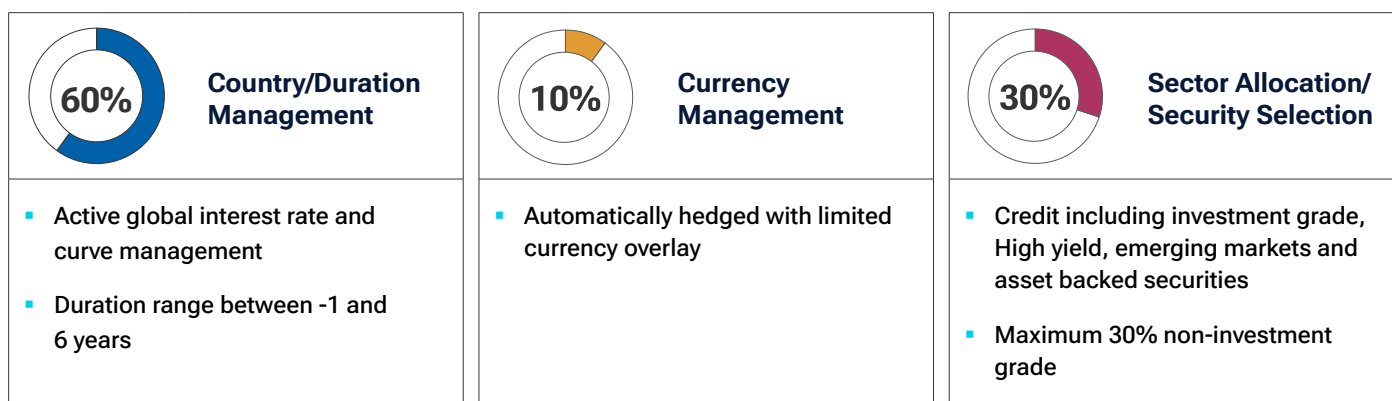 60%
Country/Duration
Management
▪ Active global interest rate and
curve management
▪ Duration range between -1 and
6 years
10%
Currency
Management
▪ Automatically hedged with limited
currency overlay
30%
Sector Allocation/
Security Selection
▪ Credit including investment grade,
High yield, emerging markets and
asset backed securities
▪ Maximum 30% non-investment
grade